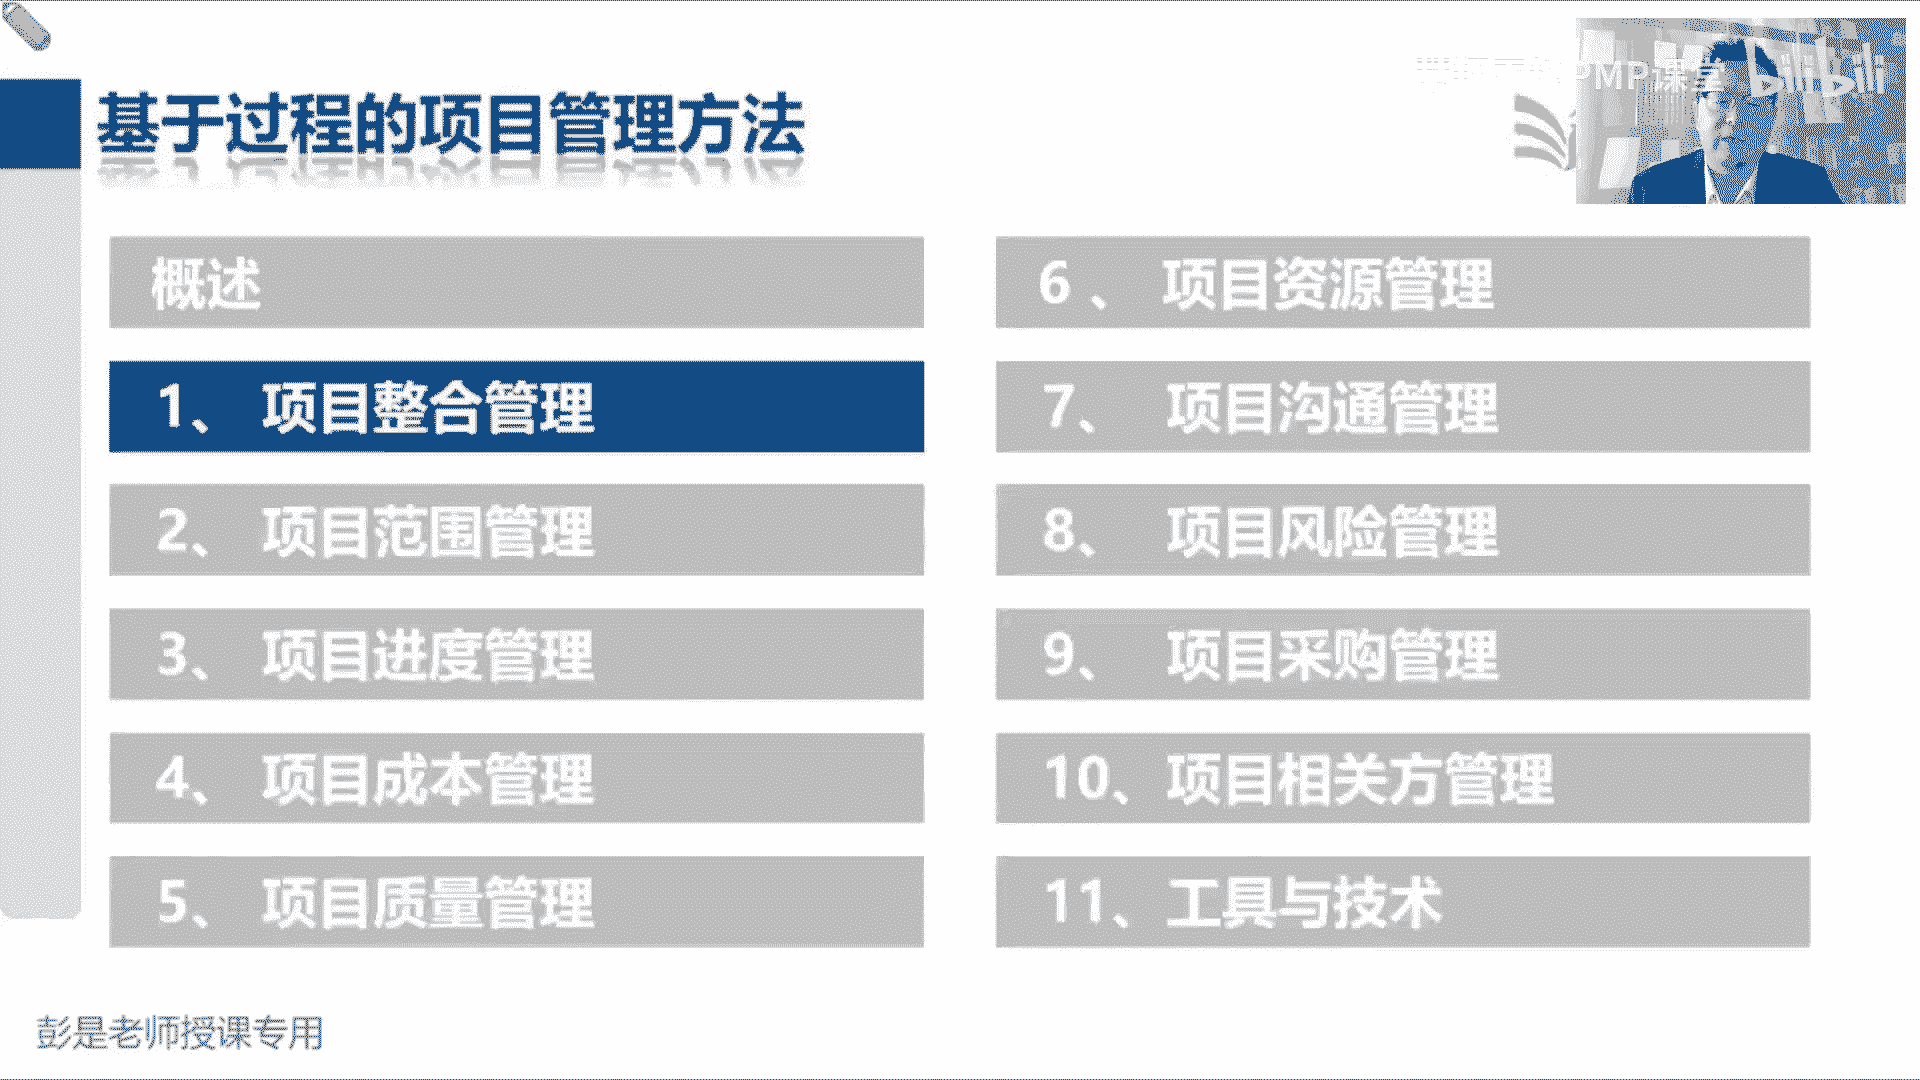 PMP课堂 bilibili
基于过程的项目管理方法
概述
1、 项目整合管理
2、 项目范围管理
3、 项目进度管理
4、 项目成本管理
5、 项目质量管理
6 、 项目资源管理
7、 项目沟通管理
8、 项目风险管理
9、 项目采购管理
10、项目相关方管理
11、工具与技术
彭是老师授课专用